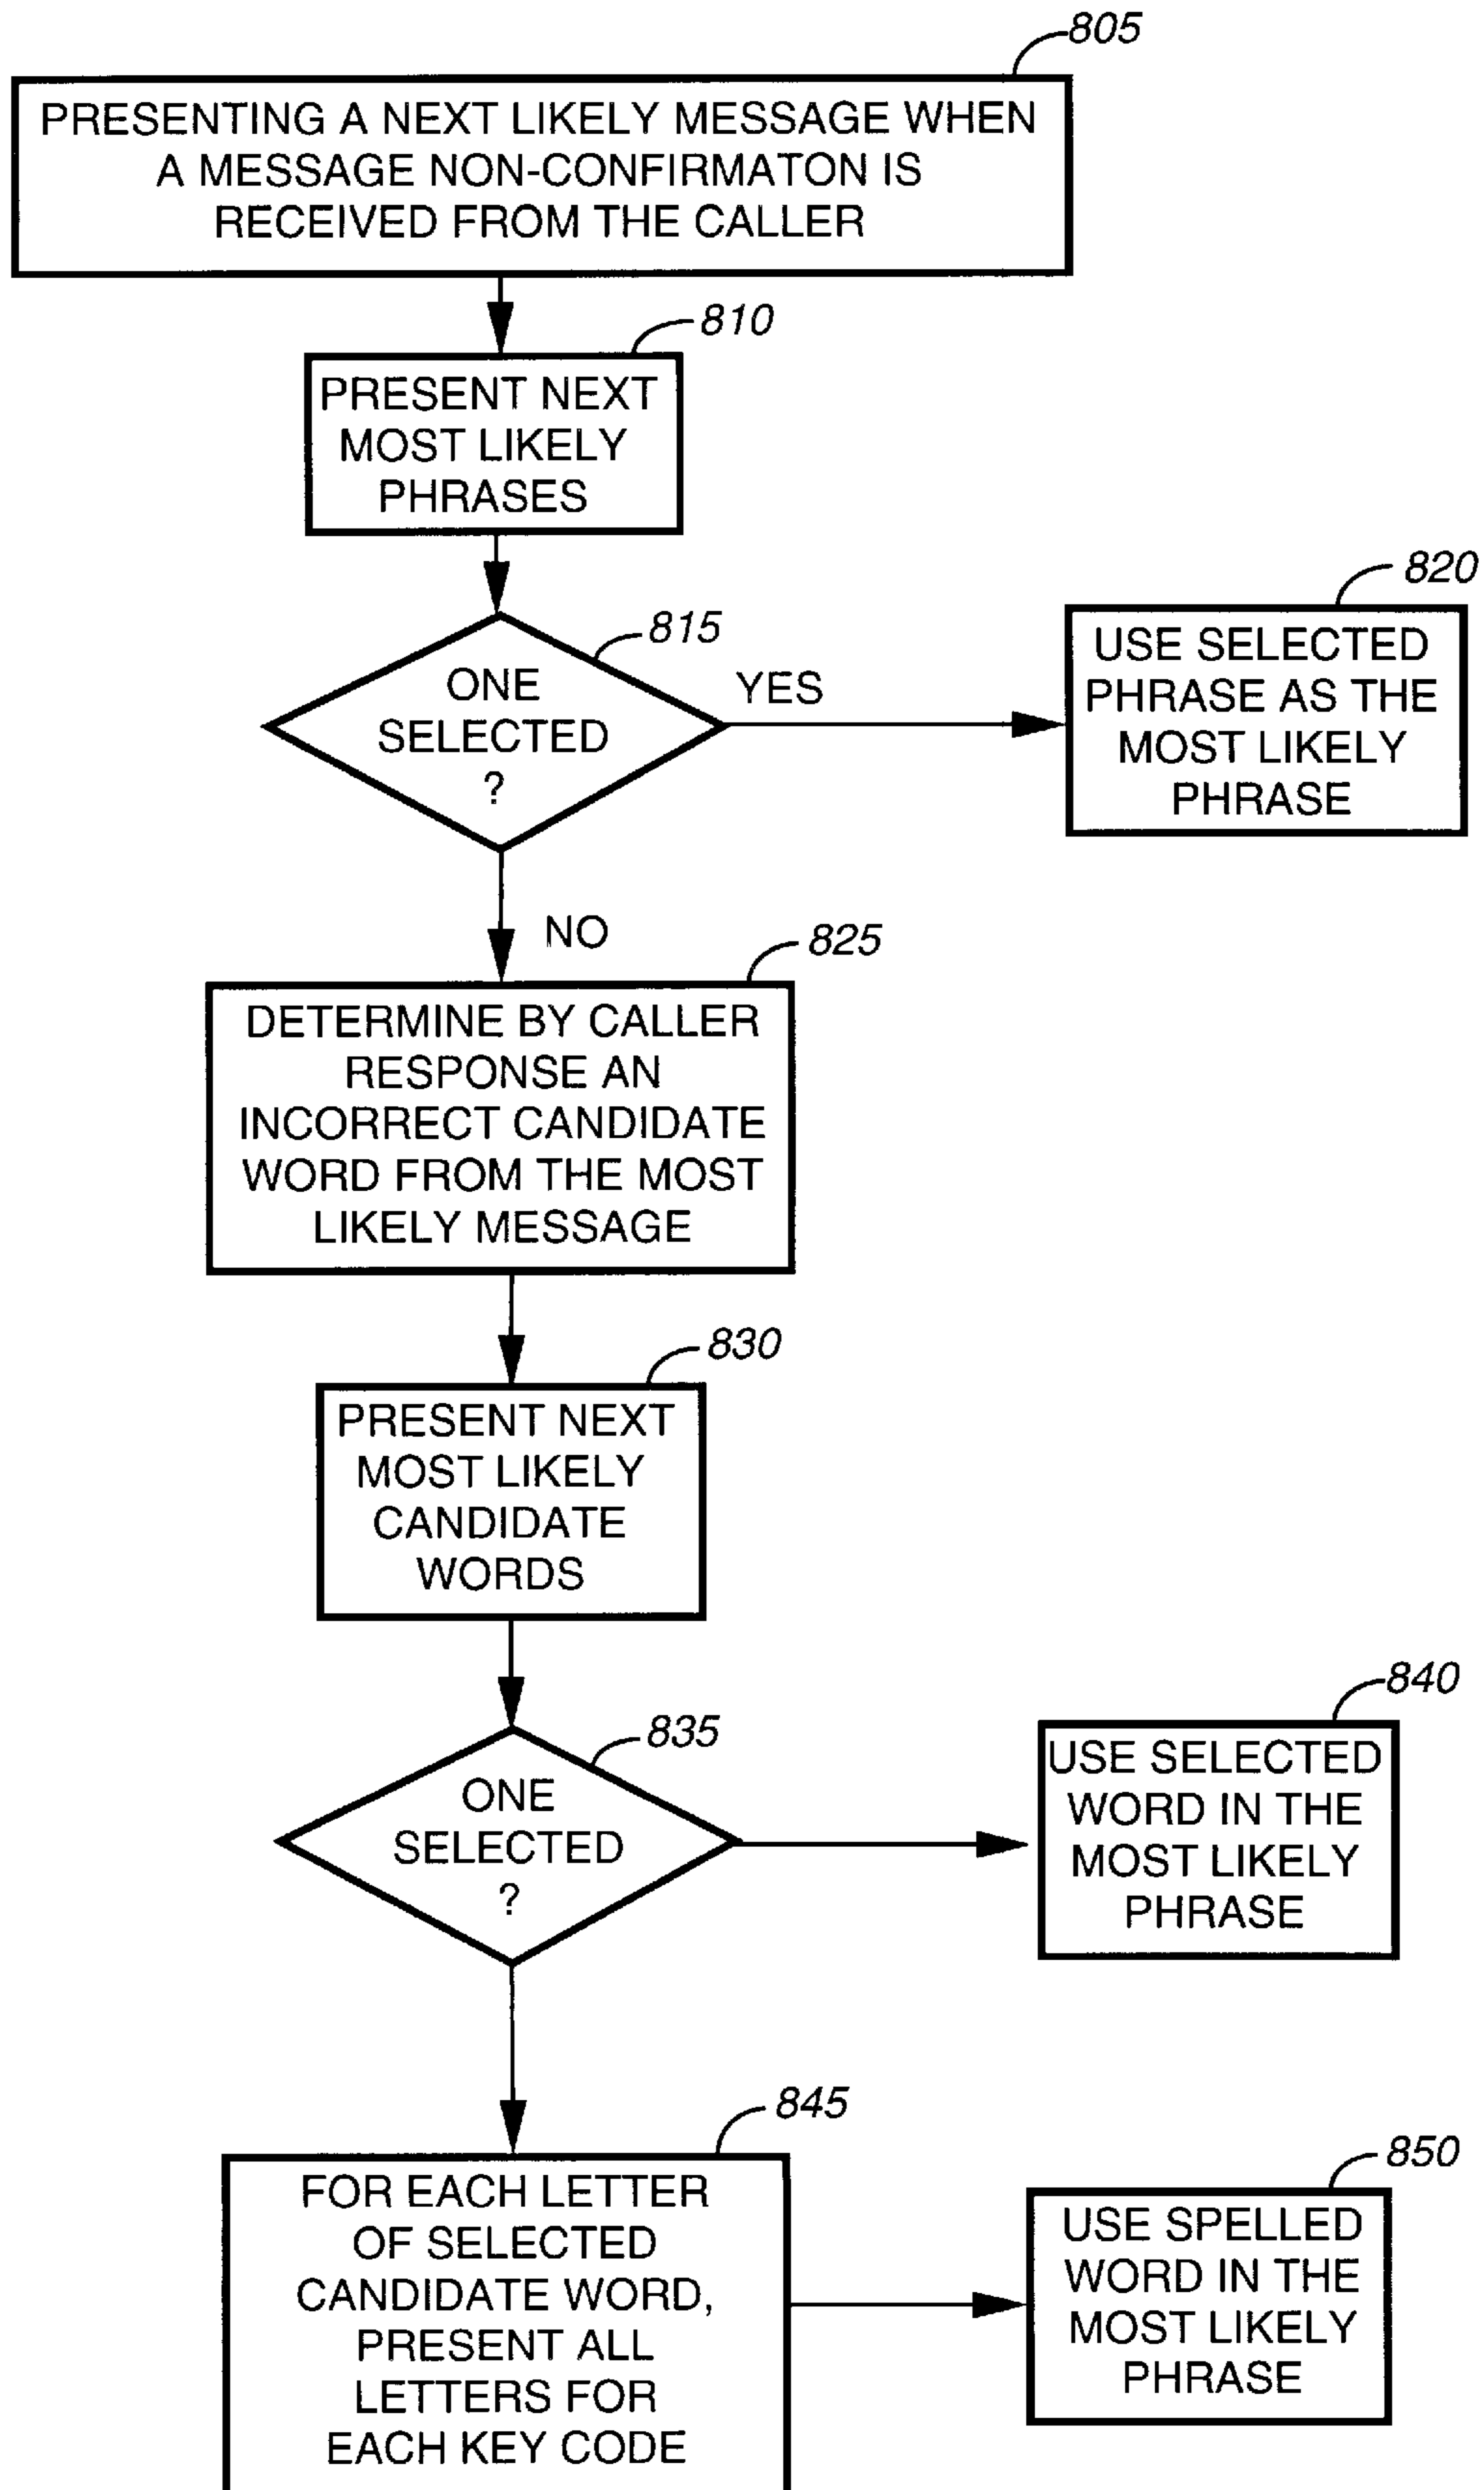 805
PRESENTING A NEXT LIKELY MESSAGE WHEN
A MESSAGE NON-CONFIRMATON IS
RECEIVED FROM THE CALLER
810
PRESENT NEXT
MOST LIKELY
PHRASES
815
ONE
SELECTED
?
YES
820
USE SELECTED
PHRASE AS THE
MOST LIKELY
PHRASE
NO
825
DETERMINE BY CALLER
RESPONSE AN
INCORRECT CANDIDATE
WORD FROM THE MOST
LIKELY MESSAGE
830
PRESENT NEXT
MOST LIKELY
CANDIDATE
WORDS
835
ONE
SELECTED
?
840
USE SELECTED
WORD IN THE
MOST LIKELY
PHRASE
845
FOR EACH LETTER
OF SELECTED
CANDIDATE WORD,
PRESENT ALL
LETTERS FOR
EACH KEY CODE
850
USE SPELLED
WORD IN THE
MOST LIKELY
PHRASE